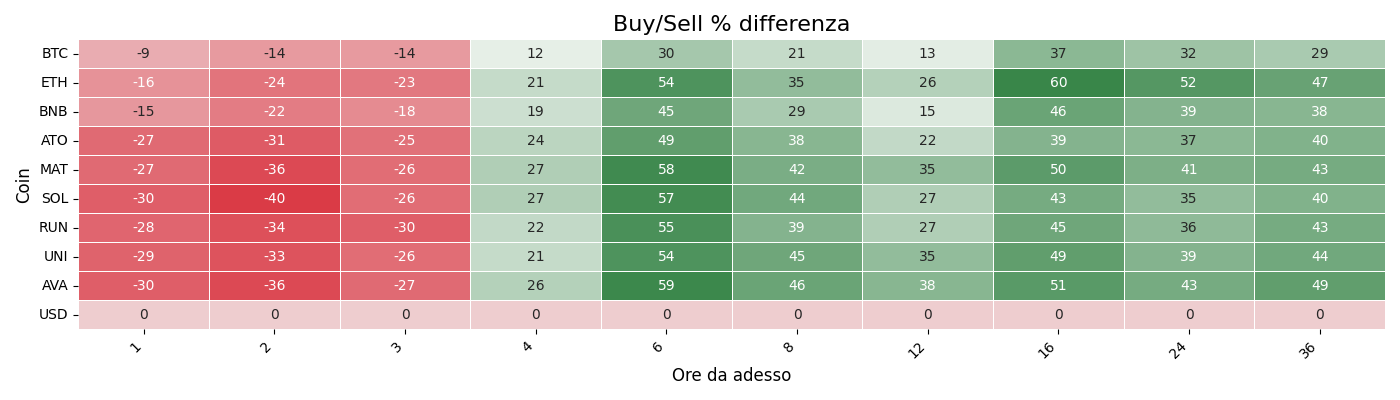 Buy/Sell % differenza
BTC -9 -14 -14 12 30 21 13 37 32 29
ETH -16 -24 -23 21 54 35 26 60 52 47
BNB -15 -22 -18 19 45 29 15 46 39 38
ATO -27 -31 -25 24 49 38 22 39 37 40
MAT -27 -36 -26 27 58 42 35 50 41 43
SOL -30 -40 -26 27 57 44 27 43 35 40
RUN -28 -34 -30 22 55 39 27 45 36 43
UNI -29 -33 -26 21 54 45 35 49 39 44
AVA -30 -36 -27 26 59 46 38 51 43 49
USD 0 0 0 0 0 0 0 0 0 0
Coin
1 2 3 4 6 8 12 16 24 36
Ore da adesso